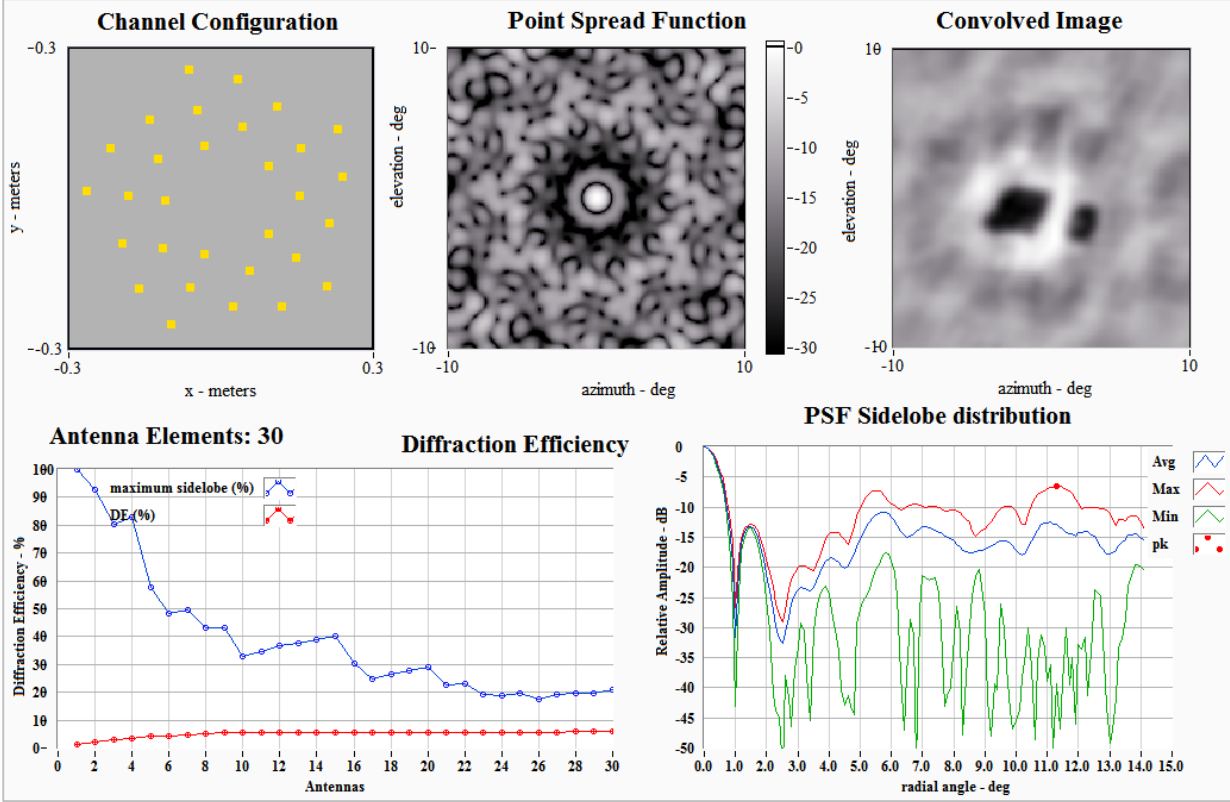 Channel Configuration
Point Spread Function
Convolved Image
-0.3
y - meters
--0.3
-0.3
0.3
x - meters
10-
elevation - deg
-10
-10
10
azimuth - deg
-0
-5
-10
-15
-20
-25
-30
10
elevation - deg
-10
-10
10
azimuth - deg
Antenna Elements: 30
Diffraction Efficiency
PSF Sidelobe distribution
Diffraction Efficiency - %
100
90
80
70
60
50
40
30
20
10
0-
maximum sidelobe (%)
DE (%)
0 2 4 6 8 10 12 14 16 18 20 22 24 26 28 30
Antennas
Relative Amplitude - dB
0
-5
-10
-15
-20
-25
-30
-35
-40
-45
-50
Avg
Max
Min
pk
0.0 1.0 2.0 3.0 4.0 5.0 6.0 7.0 8.0 9.0 10.0 11.0 12.0 13.0 14.0 15.0
radial angle - deg